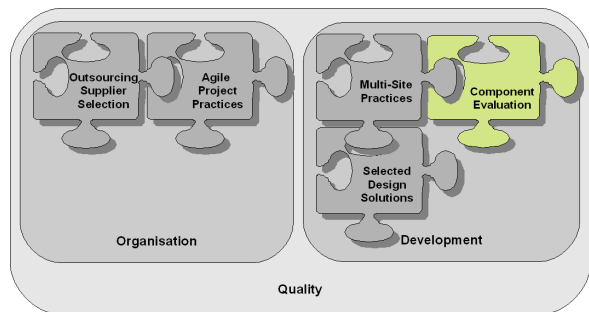 Outsourcing
Supplier
Selection
Agile
Project
Practices
Organisation
Multi-Site
Practices
Component
Evaluation
Selected
Design
Solutions
Development
Quality